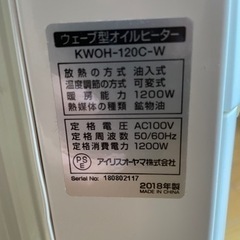 ウェーブ型オイルヒーター
KWOH-120C-W
放熱の方式 油入式
温度調節の方式 可変式
暖房能力 1200W
熱媒体の種類 鉱物油
定格電圧 AC100V
定格周波数 50/60Hz
定格消費電力 1200W
PSE
アイリスオーヤマ株式会社
Serial No: 180802117
2018年製
MADE IN CHINA